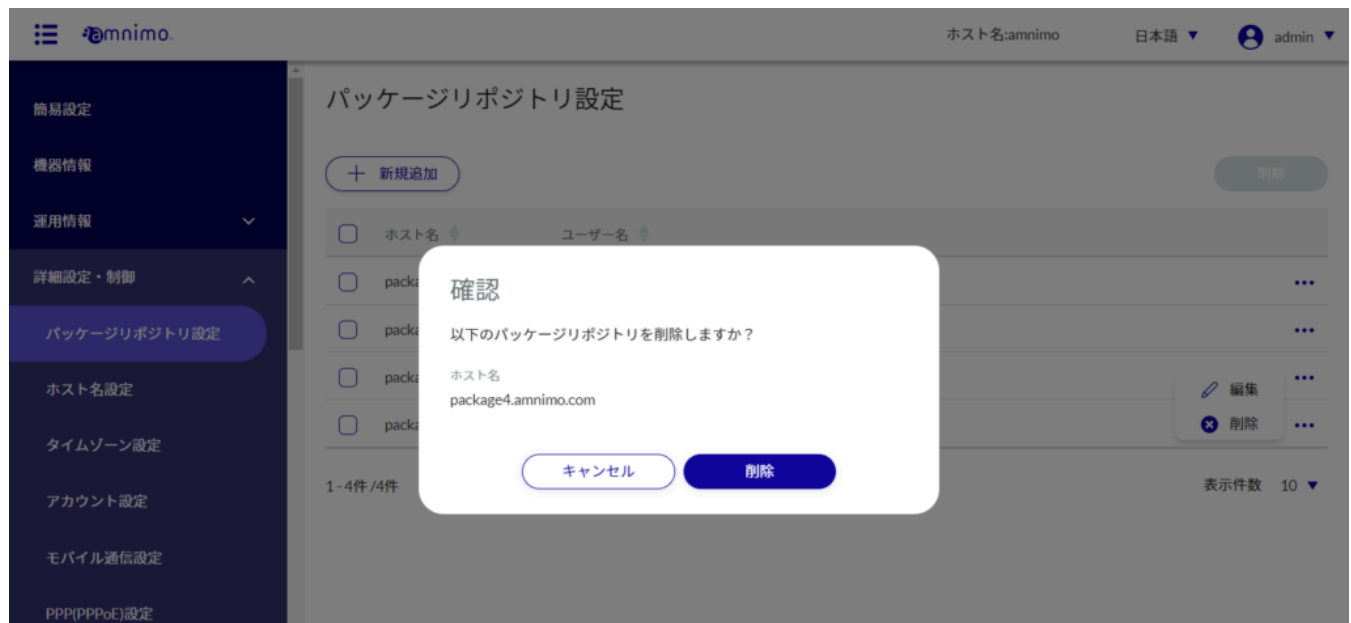 amnimo.
ホスト名:amnimo
日本語 ▼
admin ▼
簡易設定
機器情報
運用情報
詳細設定・制御
パッケージリポジトリ設定
ホスト名設定
タイムゾーン設定
アカウント設定
モバイル通信設定
PPP(PPPoE)設定
パッケージリポジトリ設定
+ 新規追加
削除
ホスト名
ユーザー名
確認
以下のパッケージリポジトリを削除しますか?
ホスト名
package4.amnimo.com
キャンセル
削除
編集
削除
1 - 4件 /4件
表示件数 10 ▼